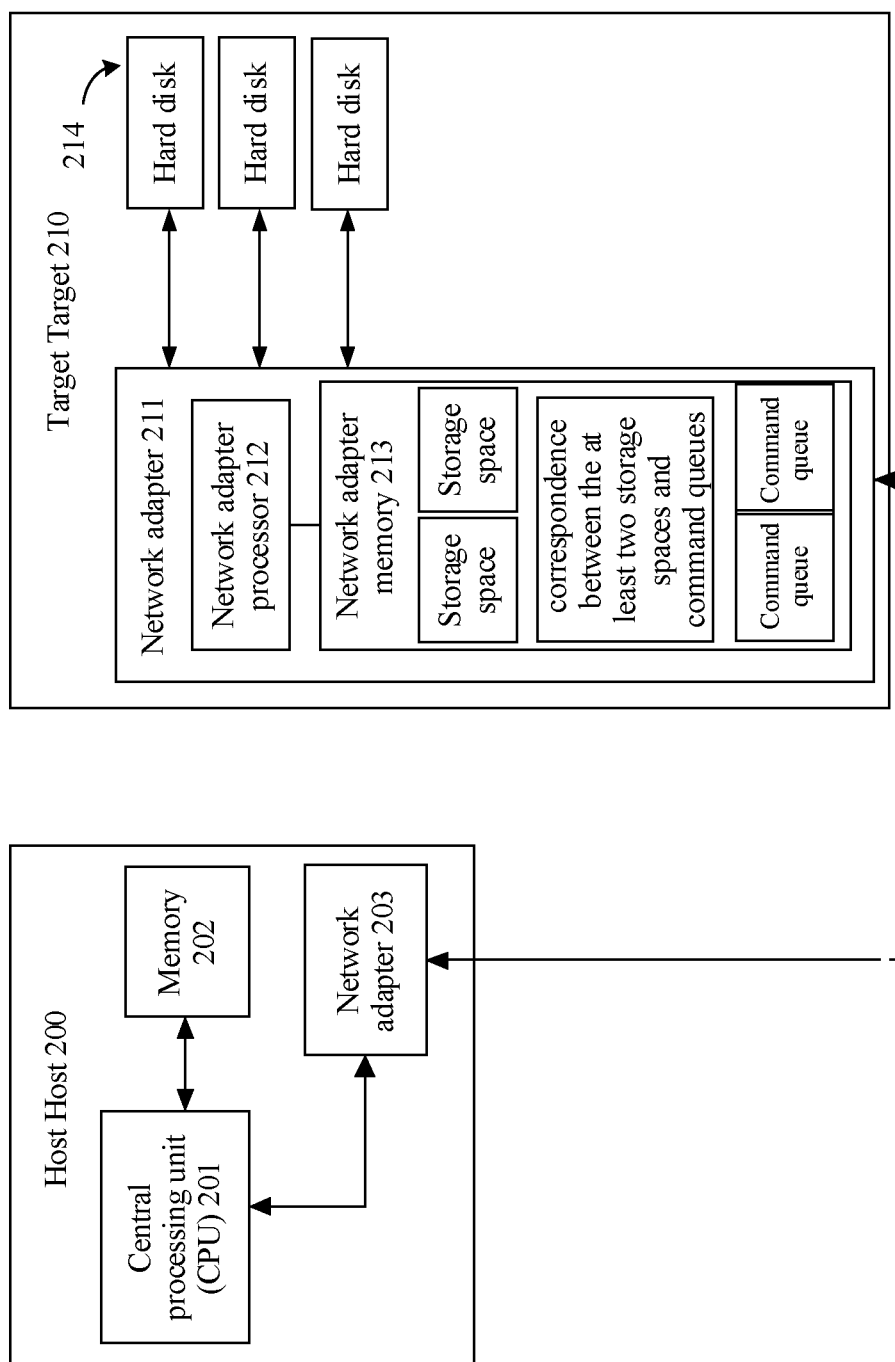 Host Host 200
Central
processing unit
(CPU) 201
Memory
202
Network
adapter 203
Target Target 210
214
Network adapter 211
Network adapter
processor 212
Network adapter
memory 213
Storage
space
Storage
space
correspondence
between the at
least two storage
spaces and
command queues
Command
queue
Command
queue
Hard disk
Hard disk
Hard disk